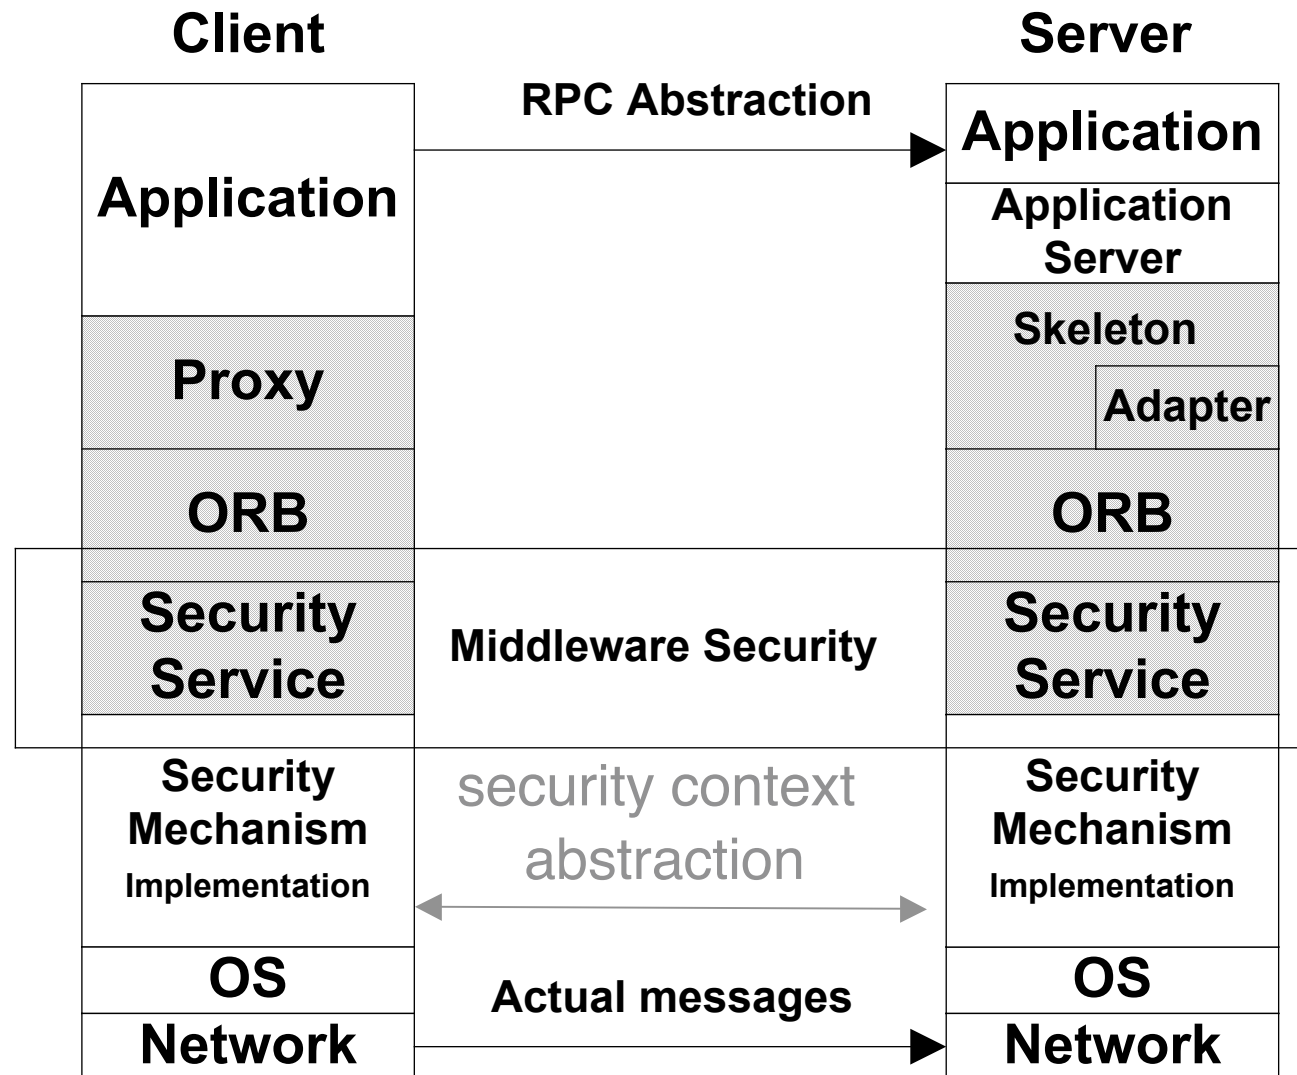 Client
Server
RPC Abstraction
Application
Application
Application
Server
Skeleton
Proxy
Adapter
ORB
ORB
Security
Service
Middleware Security
Security
Service
Security
Mechanism
Implementation
security context
abstraction
Security
Mechanism
Implementation
OS
Actual messages
OS
Network
Network